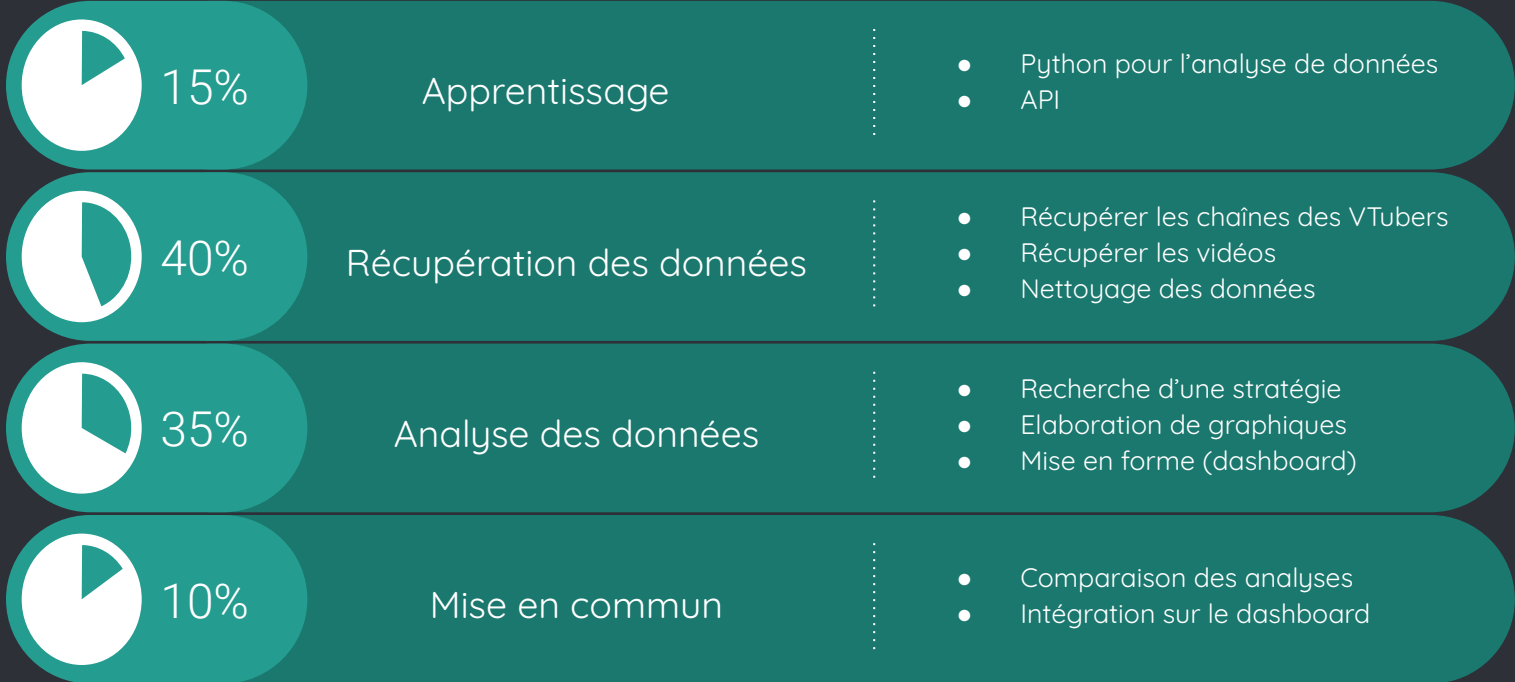 15%
Apprentissage
● Python pour l’analyse de données
● API
40%
Récupération des données
● Récupérer les chaînes des VTubers
● Récupérer les vidéos
● Nettoyage des données
35%
Analyse des données
● Recherche d’une stratégie
● Elaboration de graphiques
● Mise en forme (dashboard)
10%
Mise en commun
● Comparaison des analyses
● Intégration sur le dashboard